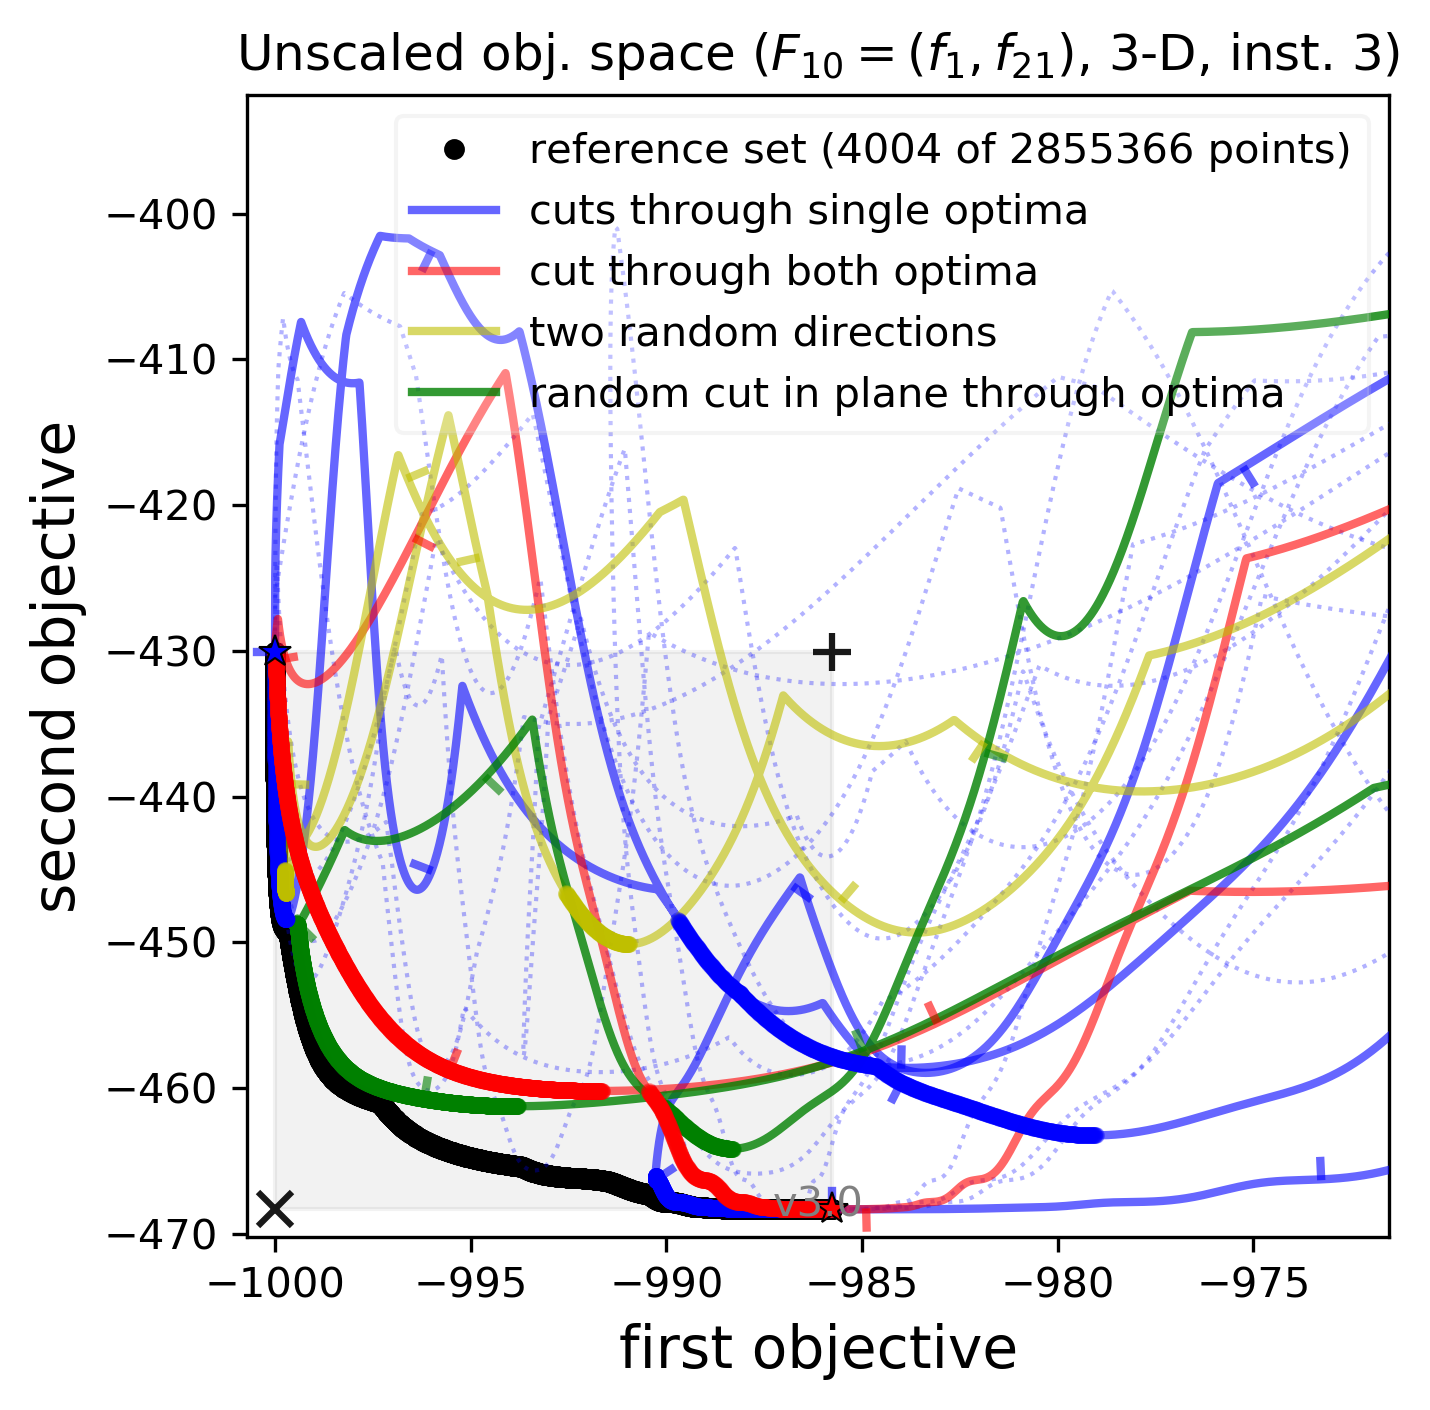 Unscaled obj. space (F₁₀ = (f₁, f₂₁), 3-D, inst. 3)
reference set (4004 of 2855366 points)
cuts through single optima
cut through both optima
two random directions
random cut in plane through optima
second objective
−400
−410
−420
−430
−440
−450
−460
−470
v3.0
−1000 −995 −990 −985 −980 −975
first objective